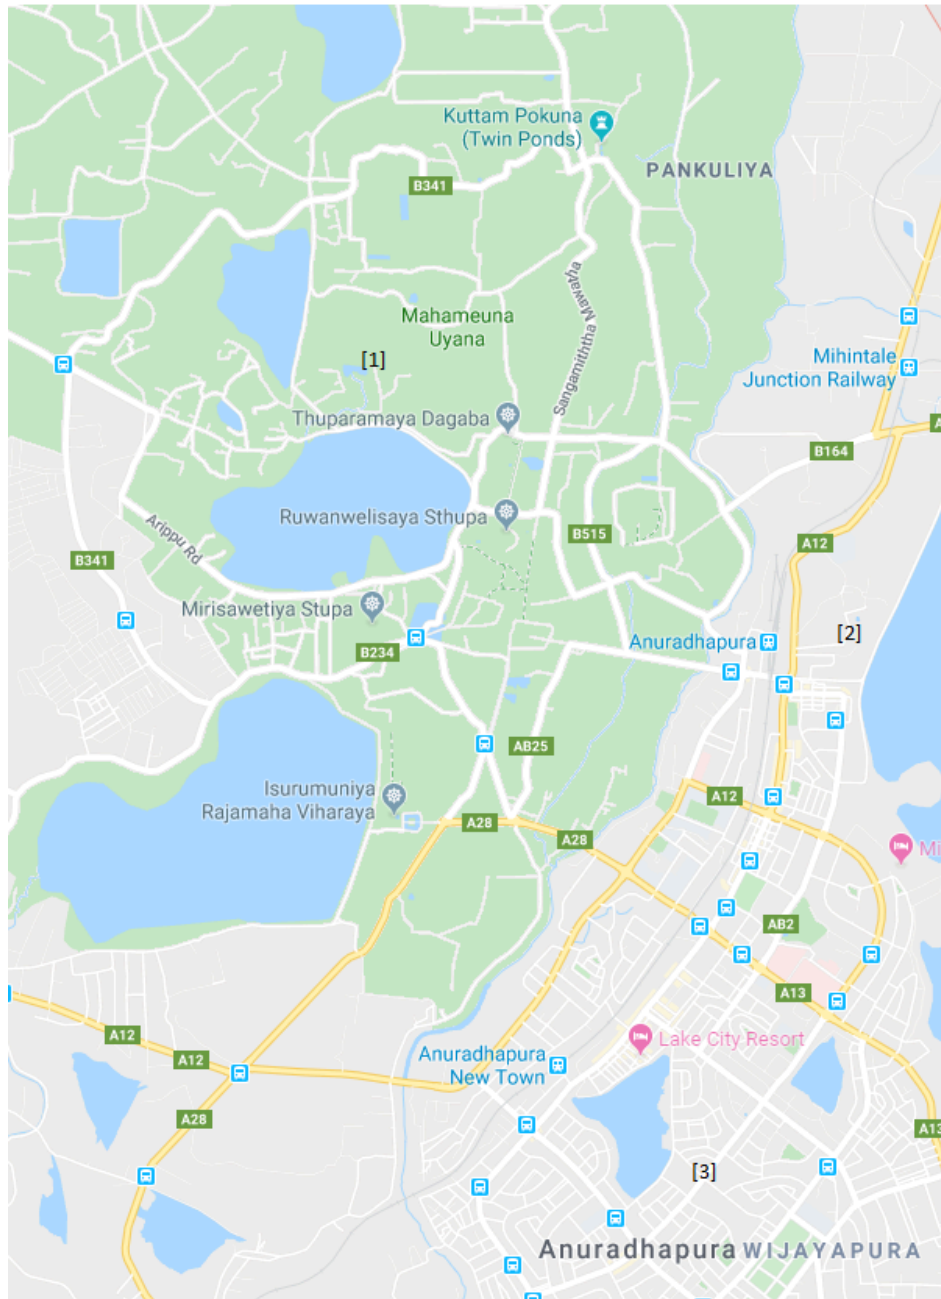 Kuttam Pokuna
(Twin Ponds)
PANKULIYA
B341
Sangamiththa Mawatha
Mahameuna
Uyana
[1]
Mihintale
Junction Railway
Thuparamaya Dagaba
A
B164
Ruwanwelisaya Sthupa
B515
Arippu Rd
A12
B341
Mirisawetiya Stupa
[2]
Anuradhapura
B234
AB25
Isurumuniya
Rajamaha Viharaya
A12
A28
A28
Mi
AB2
A13
A12
Lake City Resort
A12
Anuradhapura
New Town
A28
A13
[3]
Anuradhapura WIJAYAPURA